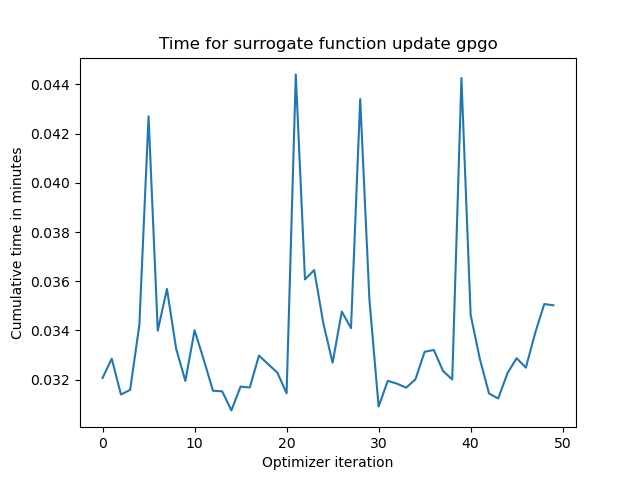 Time for surrogate function update gpgo
0.044
0.042
0.040
0.038
0.036
0.034
0.032
Cumulative time in minutes
0 10 20 30 40 50
Optimizer iteration